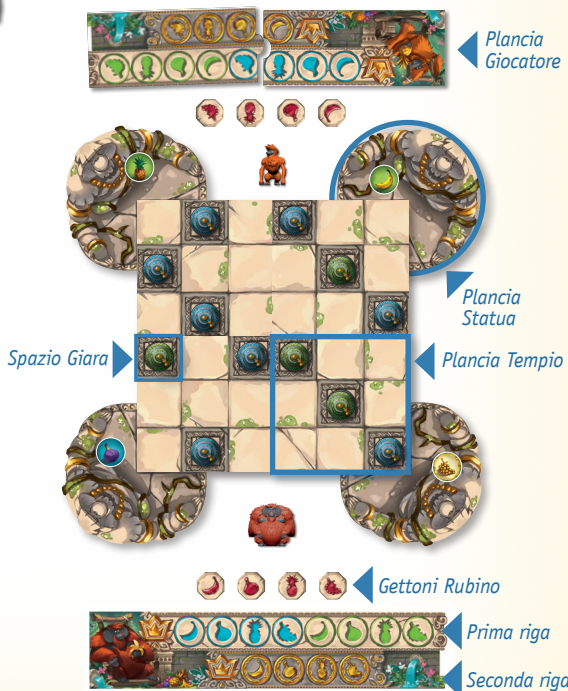 Plancia
Giocatore
Plancia
Statua
Spazio Giara
Plancia Tempio
Gettoni Rubino
Prima riga
Seconda riga